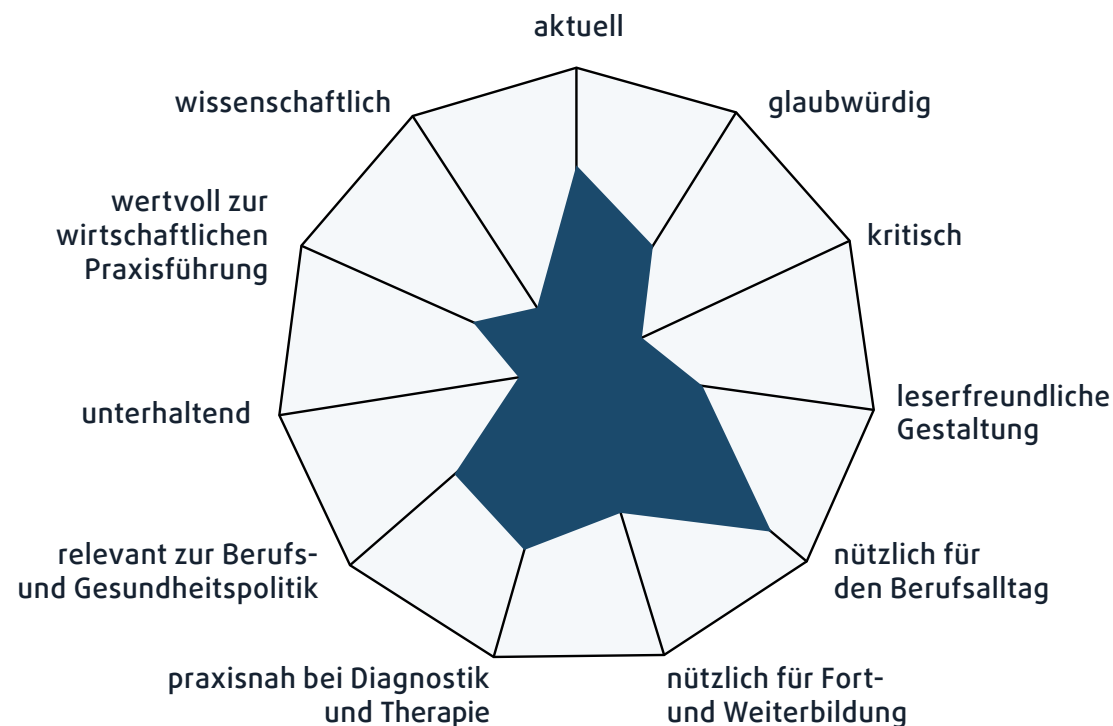 aktuell
glaubwürdig
kritisch
leserfreundliche
Gestaltung
nützlich für
den Berufsalltag
nützlich für Fort-
und Weiterbildung
praxisnah bei Diagnostik
und Therapie
relevant zur Berufs-
und Gesundheitspolitik
unterhaltend
wertvoll zur
wirtschaftlichen
Praxisführung
wissenschaftlich